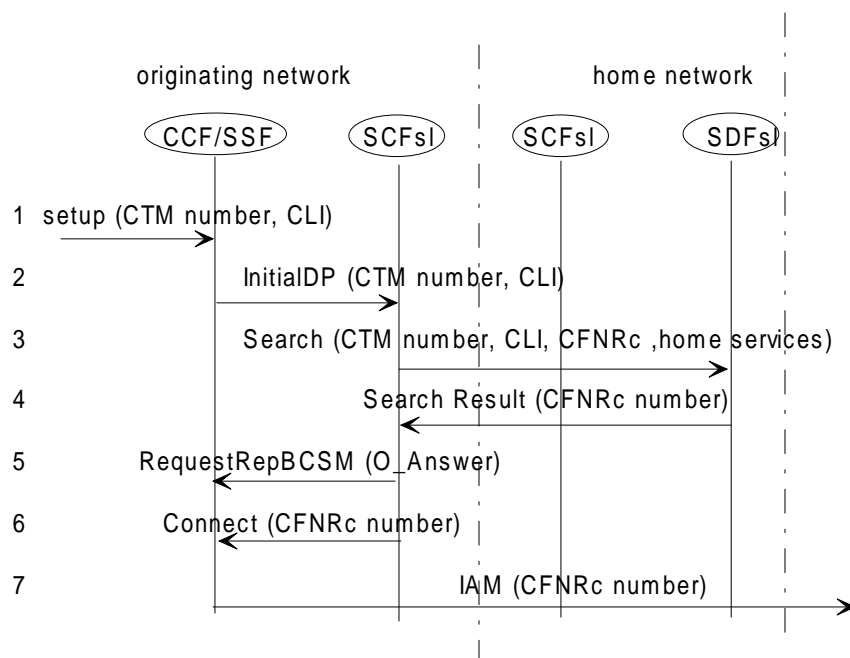 originating network home network
CCF/SSF SCFsl SCFsl SDFsl
1 setup (CTM number, CLI)
2 InitialDP (CTM number, CLI)
3 Search (CTM number, CLI, CFNRc ,home services)
4 Search Result (CFNRc number)
5 RequestRepBCSM (O_Answer)
6 Connect (CFNRc number)
7 IAM (CFNRc number)